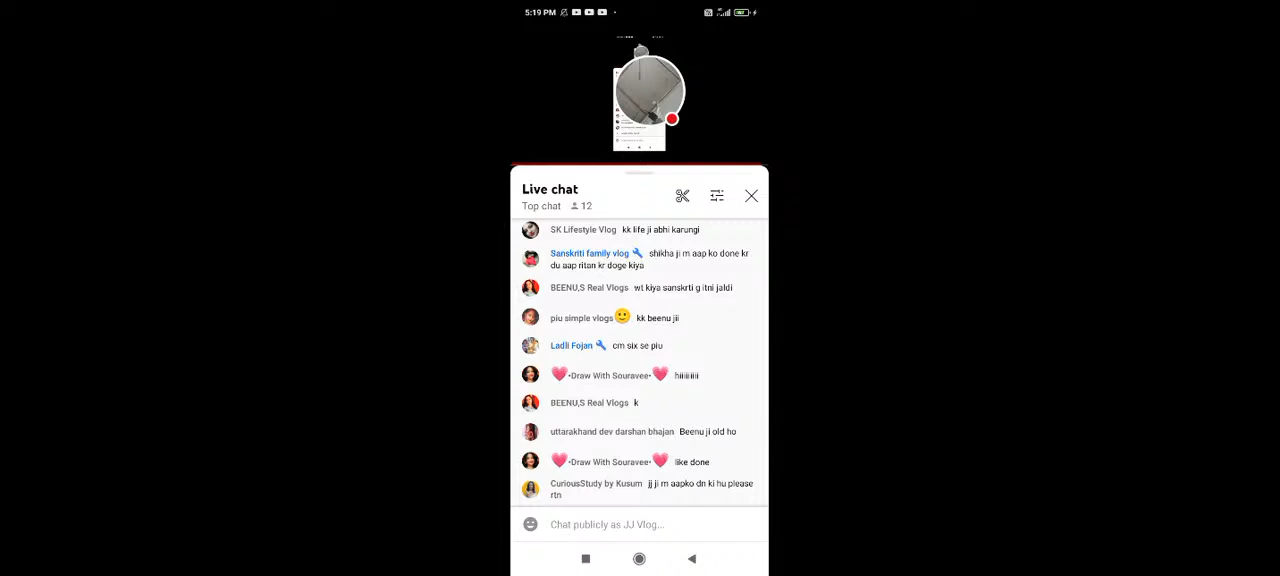 5:19 PM
Live chat
Top chat 12
SK Lifestyle Vlog kk life ji abhi karungi
Sanskriti family vlog shikha ji m aap ko done kr
du aap ritan kr doge kiya
BEENU,S Real Vlogs wt kiya sanskrti g itni jaldi
piu simple vlogs🙂 kk beenu jii
Ladli Fojan cm six se piu
💗•Draw With Souravee•💗 hiiiiiiiii
BEENU,S Real Vlogs k
uttarakhand dev darshan bhajan Beenu ji old ho
💗•Draw With Souravee•💗 like done
CuriousStudy by Kusum jj ji m aapko dn ki hu please
rtn
Chat publicly as JJ Vlog...